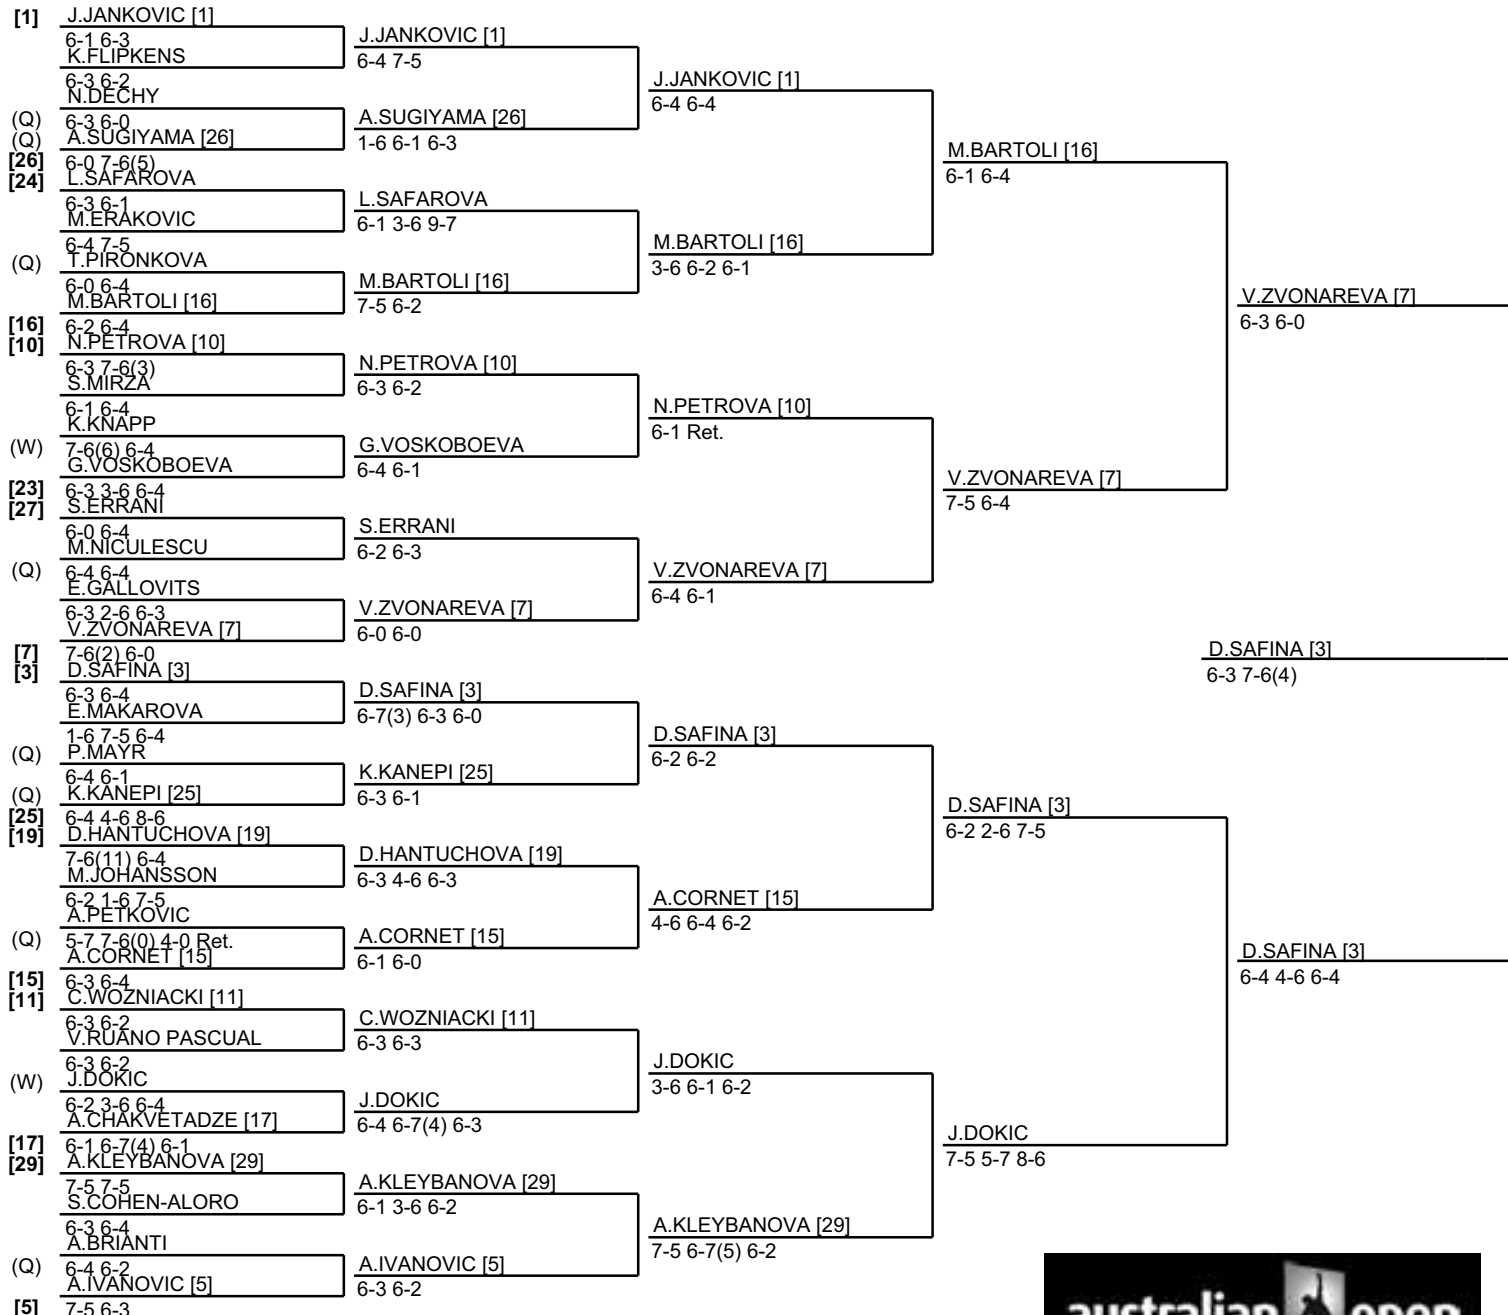 [1]
J.JANKOVIC [1]
6-1 6-3
K.FLIPKENS
6-3 6-2
N.DECHY
(Q)
6-3 6-0
(Q)
A.SUGIYAMA [26]
[26]
6-0 7-6(5)
[24]
L.SAFAROVA
6-3 6-1
M.ERAKOVIC
6-4 7-5
(Q)
T.PIRONKOVA
6-0 6-4
M.BARTOLI [16]
[16]
6-2 6-4
[10]
N.PETROVA [10]
6-3 7-6(3)
S.MIRZA
6-1 6-4
K.KNAPP
(W)
7-6(6) 6-4
G.VOSKOBOEVA
[23]
6-3 3-6 6-4
[27]
S.ERRANI
6-0 6-4
M.NICULESCU
(Q)
6-4 6-4
E.GALLOVITS
6-3 2-6 6-3
V.ZVONAREVA [7]
[7]
7-6(2) 6-0
[3]
D.SAFINA [3]
6-3 6-4
E.MAKAROVA
1-6 7-5 6-4
(Q)
P.MAYR
6-4 6-1
(Q)
K.KANEPI [25]
[25]
6-4 4-6 8-6
[19]
D.HANTUCHOVA [19]
7-6(11) 6-4
M.JOHANSSON
6-2 1-6 7-5
A.PETKOVIC
(Q)
5-7 7-6(0) 4-0 Ret.
A.CORNET [15]
[15]
6-3 6-4
[11]
C.WOZNIACKI [11]
6-3 6-2
V.RUANO PASCUAL
6-3 6-2
(W)
J.DOKIC
6-2 3-6 6-4
A.CHAKVETADZE [17]
[17]
6-1 6-7(4) 6-1
[29]
A.KLEYBANOVA [29]
7-5 7-5
S.COHEN-ALORO
6-3 6-4
A.BRIANTI
(Q)
6-4 6-2
A.IVANOVIC [5]
[5]
7-5 6-3
J.JANKOVIC [1]
6-4 7-5
A.SUGIYAMA [26]
1-6 6-1 6-3
L.SAFAROVA
6-1 3-6 9-7
M.BARTOLI [16]
7-5 6-2
N.PETROVA [10]
6-3 6-2
G.VOSKOBOEVA
6-4 6-1
S.ERRANI
6-2 6-3
V.ZVONAREVA [7]
6-0 6-0
D.SAFINA [3]
6-7(3) 6-3 6-0
K.KANEPI [25]
6-3 6-1
D.HANTUCHOVA [19]
6-3 4-6 6-3
A.CORNET [15]
6-1 6-0
C.WOZNIACKI [11]
6-3 6-3
J.DOKIC
6-4 6-7(4) 6-3
A.KLEYBANOVA [29]
6-1 3-6 6-2
A.IVANOVIC [5]
6-3 6-2
J.JANKOVIC [1]
6-4 6-4
M.BARTOLI [16]
3-6 6-2 6-1
N.PETROVA [10]
6-1 Ret.
V.ZVONAREVA [7]
6-4 6-1
D.SAFINA [3]
6-2 6-2
A.CORNET [15]
4-6 6-4 6-2
J.DOKIC
3-6 6-1 6-2
A.KLEYBANOVA [29]
7-5 6-7(5) 6-2
M.BARTOLI [16]
6-1 6-4
V.ZVONAREVA [7]
7-5 6-4
D.SAFINA [3]
6-2 2-6 7-5
J.DOKIC
7-5 5-7 8-6
V.ZVONAREVA [7]
6-3 6-0
D.SAFINA [3]
6-4 4-6 6-4
D.SAFINA [3]
6-3 7-6(4)
australian open